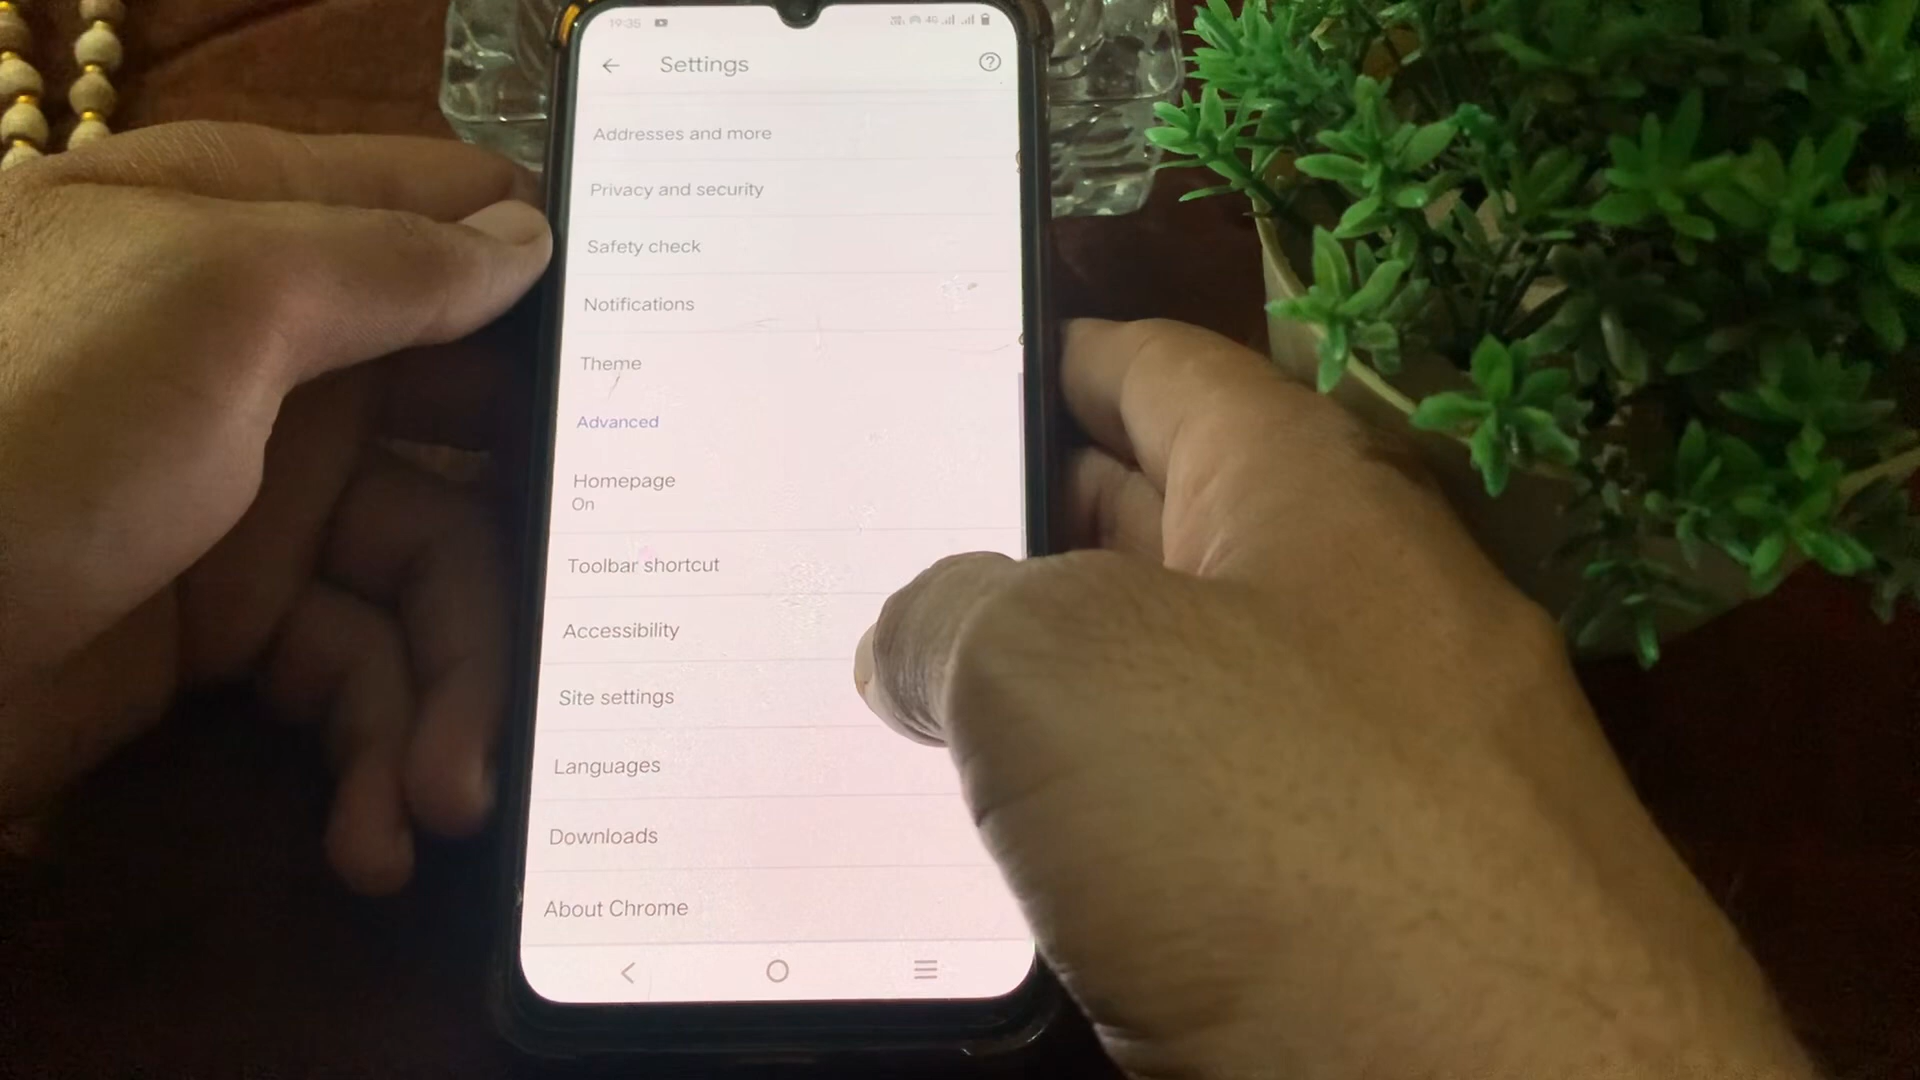 19:35 4G
Settings
Addresses and more
Privacy and security
Safety check
Notifications
Theme
Advanced
Homepage
On
Toolbar shortcut
Accessibility
Site settings
Languages
Downloads
About Chrome